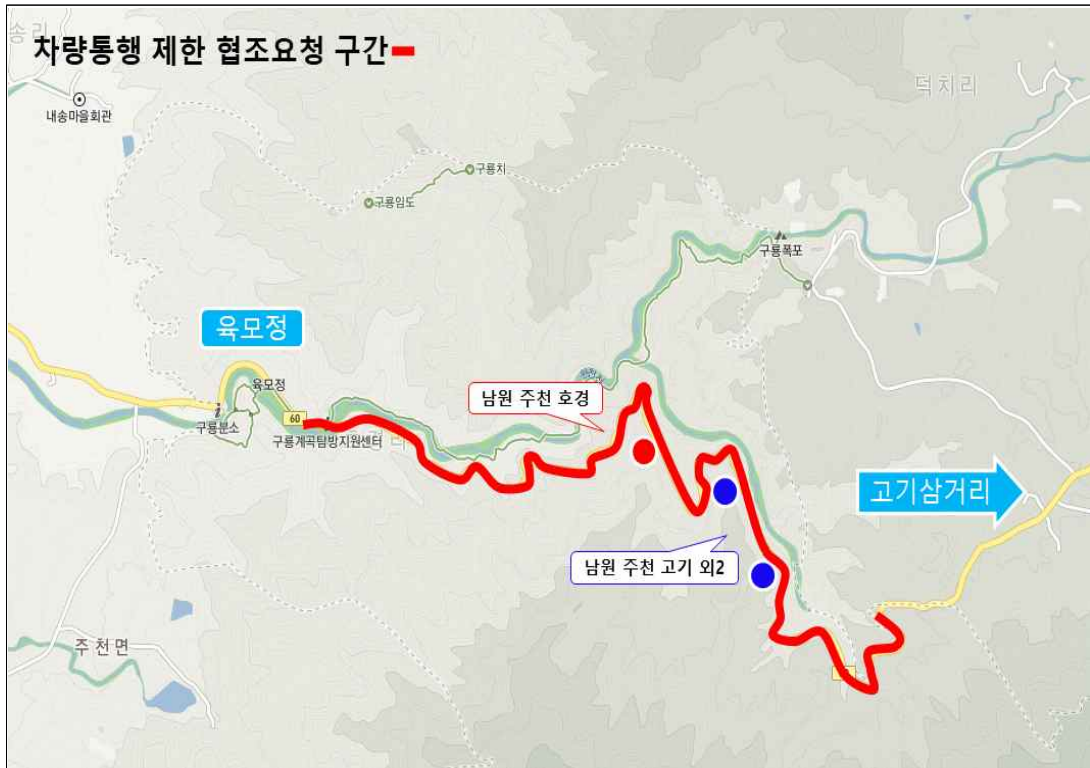 차량통행 제한 협조요청 구간
덕치리
내송마을회관
구룡치
구룡임도
구룡폭포
육모정
육모정
남원 주천 호경
60
구룡분소
구룡계곡탐방지원센터
고기삼거리
남원 주천 고기 외2
주천면